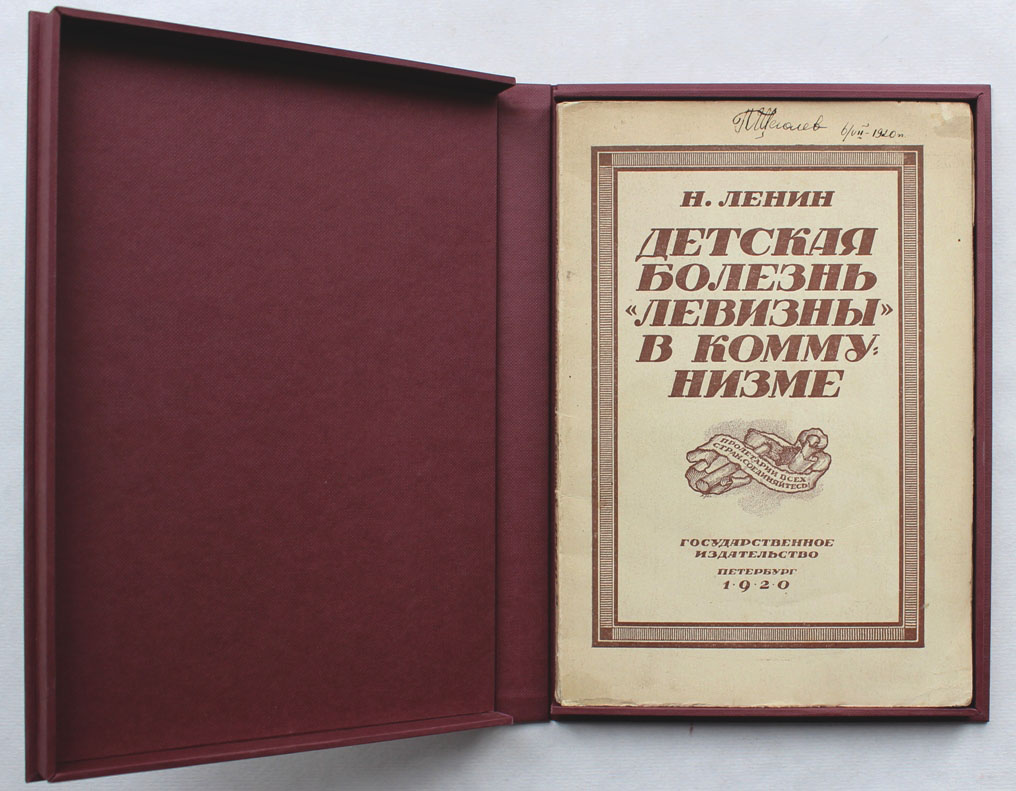 6/VII-1920 г.
Н. ЛЕНИН
ДЕТСКАЯ
БОЛЕЗНЬ
«ЛЕВИЗНЫ»
В КОММУ-
НИЗМЕ
ПРОЛЕТАРИИ ВСЕХ
СТРАН, СОЕДИНЯЙТЕСЬ!
ГОСУДАРСТВЕННОЕ
ИЗДАТЕЛЬСТВО
ПЕТЕРБУРГ
1·9·2·0